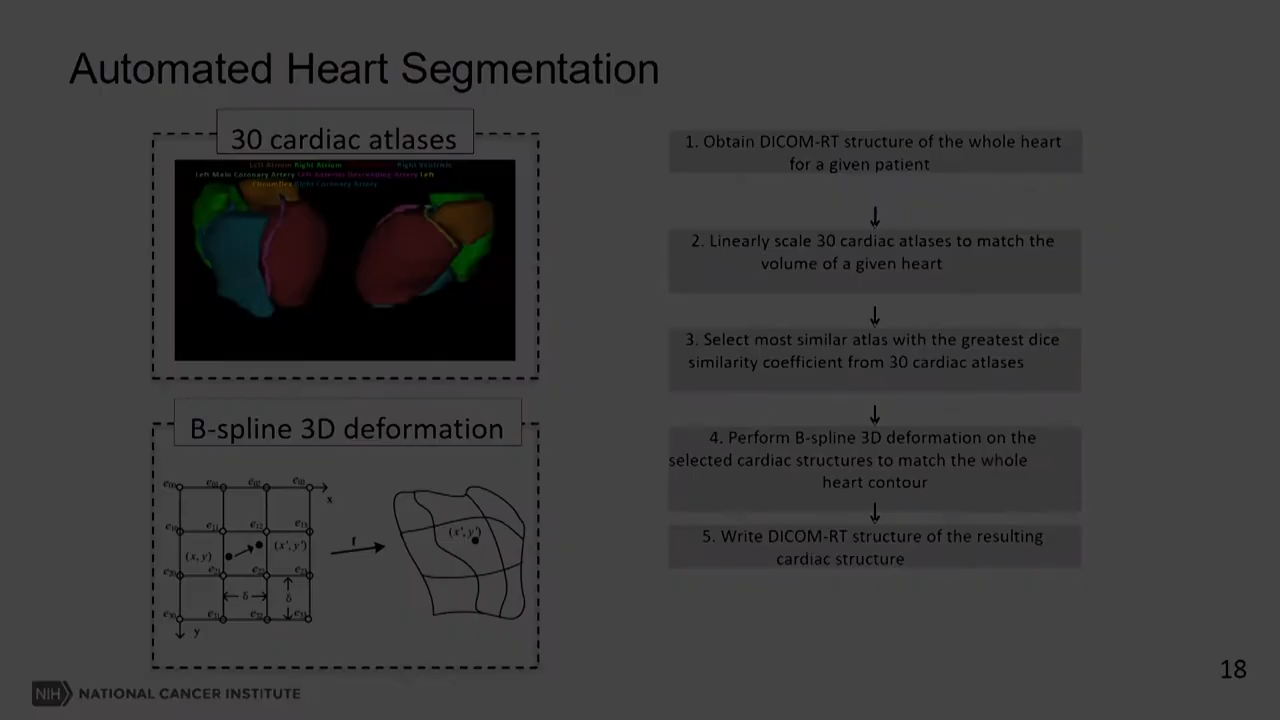 Automated Heart Segmentation
30 cardiac atlases
Left Atrium Right Atrium Right Ventricle
Left Main Coronary Artery Left Anterior Descending Artery Left
Circumflex Right Coronary Artery
B-spline 3D deformation
x
(x, y)
(x', y')
δ
δ
y
t
(x', y')
1. Obtain DICOM-RT structure of the whole heart
for a given patient
2. Linearly scale 30 cardiac atlases to match the
volume of a given heart
3. Select most similar atlas with the greatest dice
similarity coefficient from 30 cardiac atlases
4. Perform B-spline 3D deformation on the
selected cardiac structures to match the whole
heart contour
5. Write DICOM-RT structure of the resulting
cardiac structure
NIH NATIONAL CANCER INSTITUTE
18